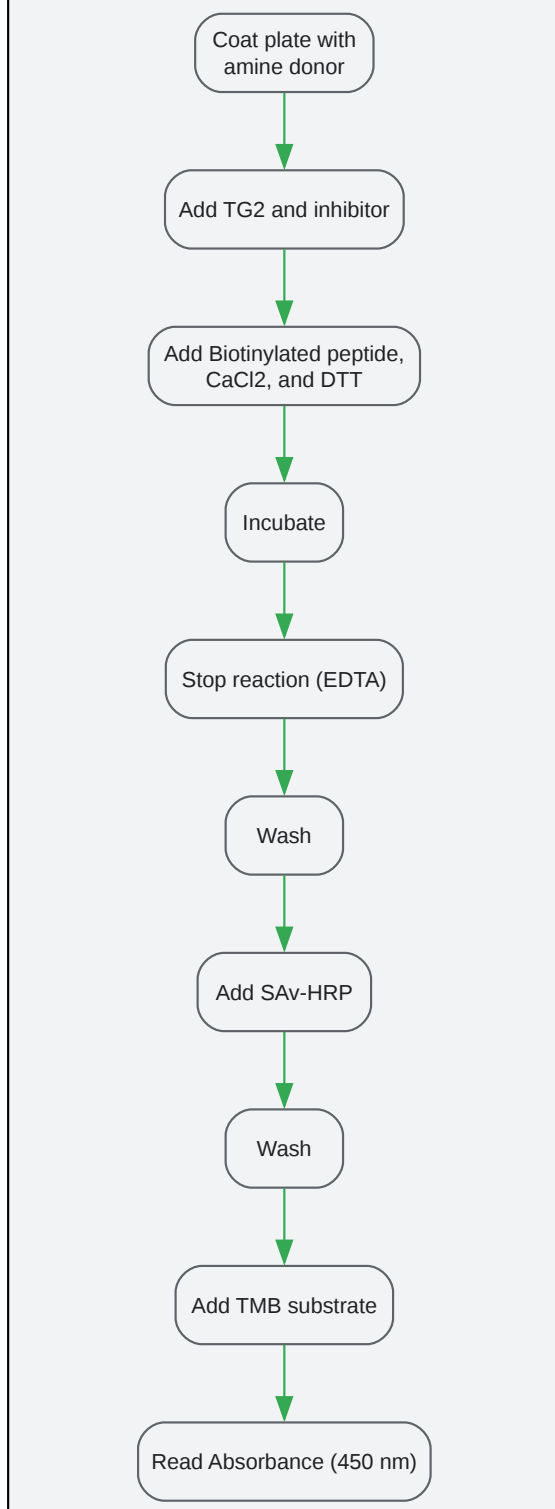 Coat plate with
amine donor
Add TG2 and inhibitor
Add Biotinylated peptide,
CaCl2, and DTT
Incubate
Stop reaction (EDTA)
Wash
Add SAv-HRP
Wash
Add TMB substrate
Read Absorbance (450 nm)